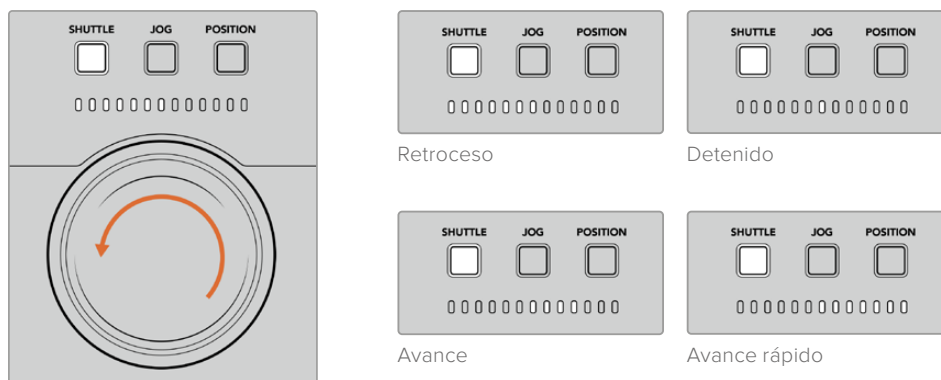 SHUTTLE JOG POSITION
SHUTTLE JOG POSITION
Retroceso
SHUTTLE JOG POSITION
Detenido
SHUTTLE JOG POSITION
Avance
SHUTTLE JOG POSITION
Avance rápido